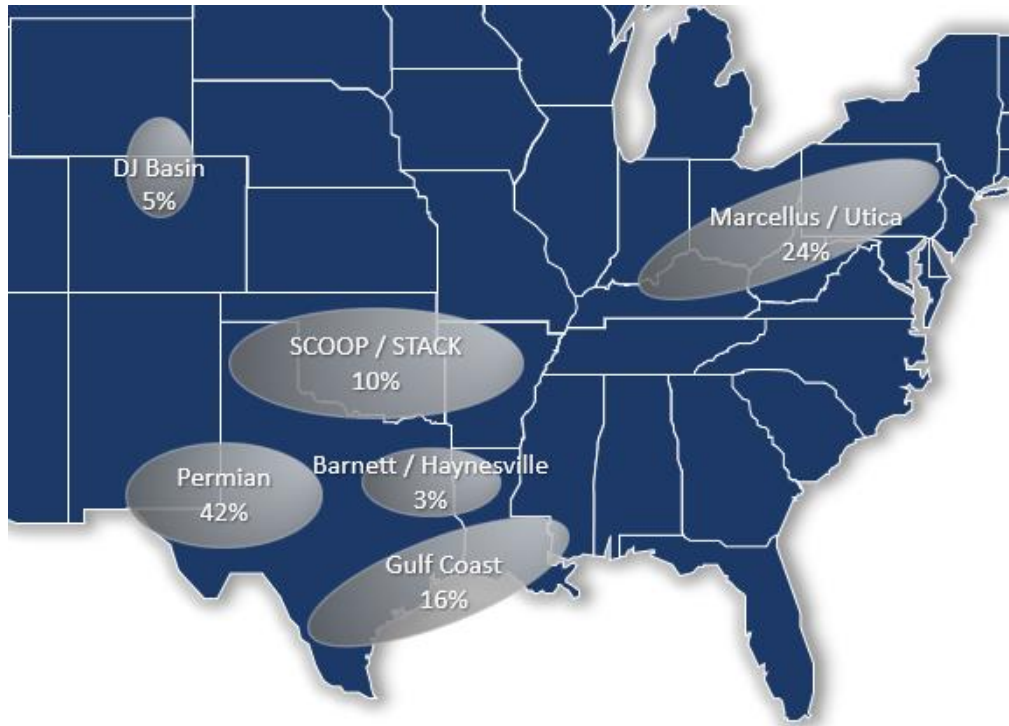 DJ Basin
5%
Marcellus / Utica
24%
SCOOP / STACK
10%
Permian
42%
Barnett / Haynesville
3%
Gulf Coast
16%